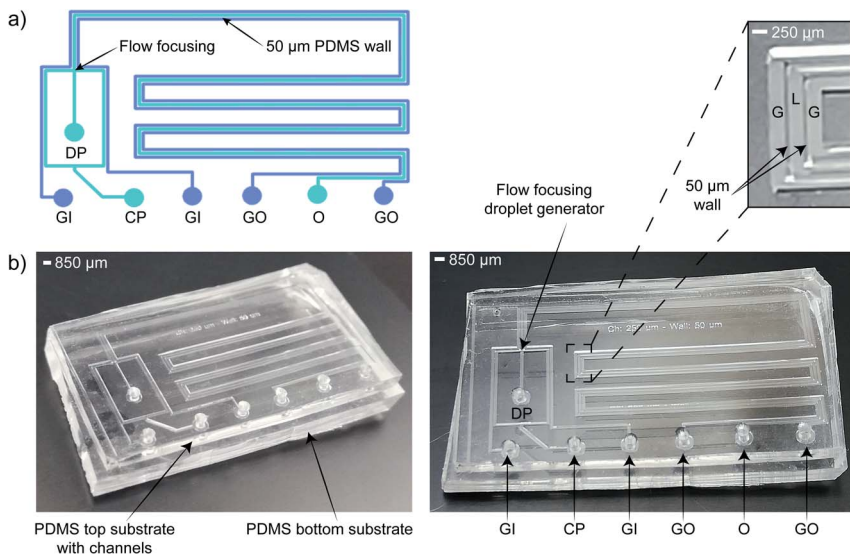 a)
Flow focusing
50 µm PDMS wall
DP
GI
CP
GI
GO
O
GO
250 µm
G
L
G
50 µm
wall
Flow focusing
droplet generator
b)
850 µm
PDMS top substrate
with channels
PDMS bottom substrate
850 µm
Ch: 250 um - Wall: 50 um
DP
GI
CP
GI
GO
O
GO